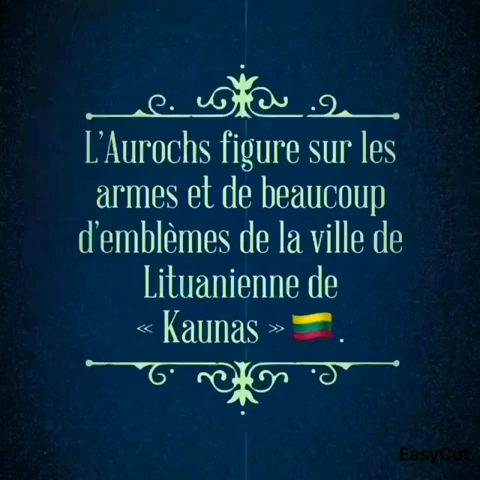 L'Aurochs figure sur les
armes et de beaucoup
d'emblèmes de la ville de
Lituanienne de
« Kaunas » 🇱🇹.
EasyCut